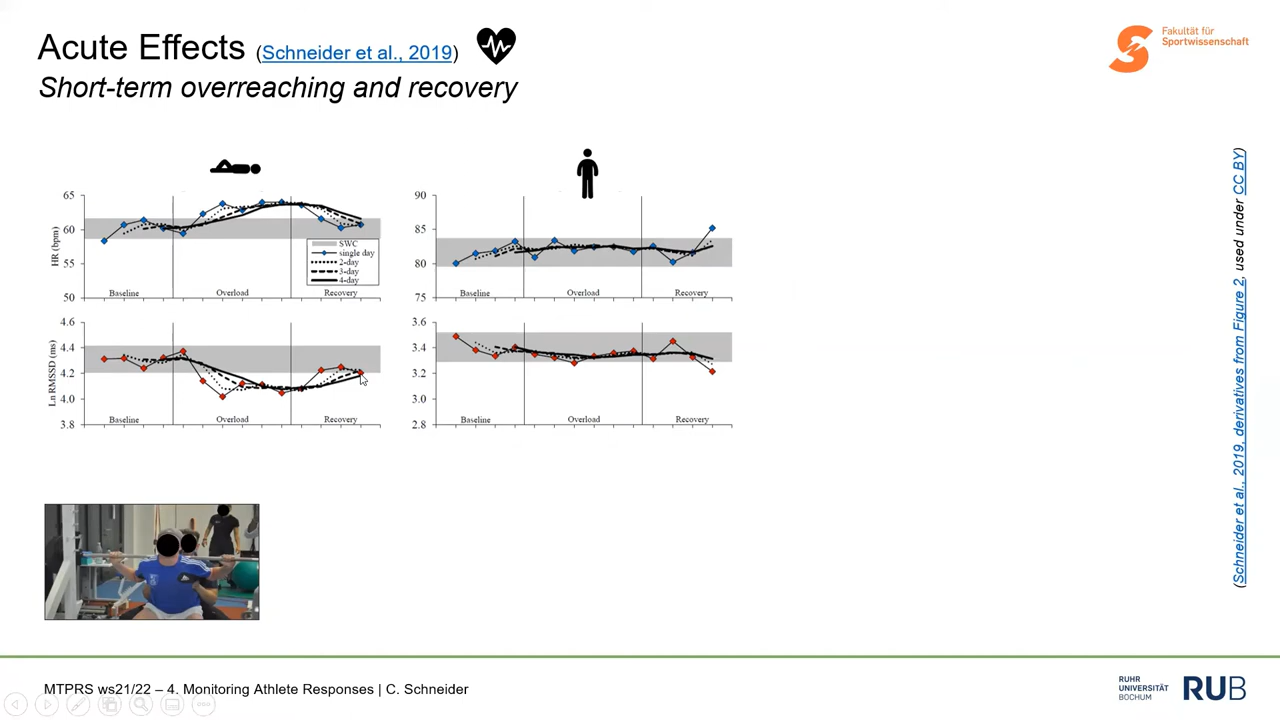 Acute Effects (Schneider et al., 2019)
Short-term overreaching and recovery
Fakultät für
Sportwissenschaft
65
60
55
50
HR (bpm)
SWC
single day
2-day
3-day
4-day
Baseline
Overload
Recovery
90
85
80
75
Baseline
Overload
Recovery
4.6
4.4
4.2
4.0
3.8
Ln RMSSD (ms)
Baseline
Overload
Recovery
3.6
3.4
3.2
3.0
2.8
Baseline
Overload
Recovery
(Schneider et al., 2019, derivatives from Figure 2, used under CC BY)
MTPRS ws21/22 – 4. Monitoring Athlete Responses | C. Schneider
RUHR
UNIVERSITÄT
BOCHUM
RUB